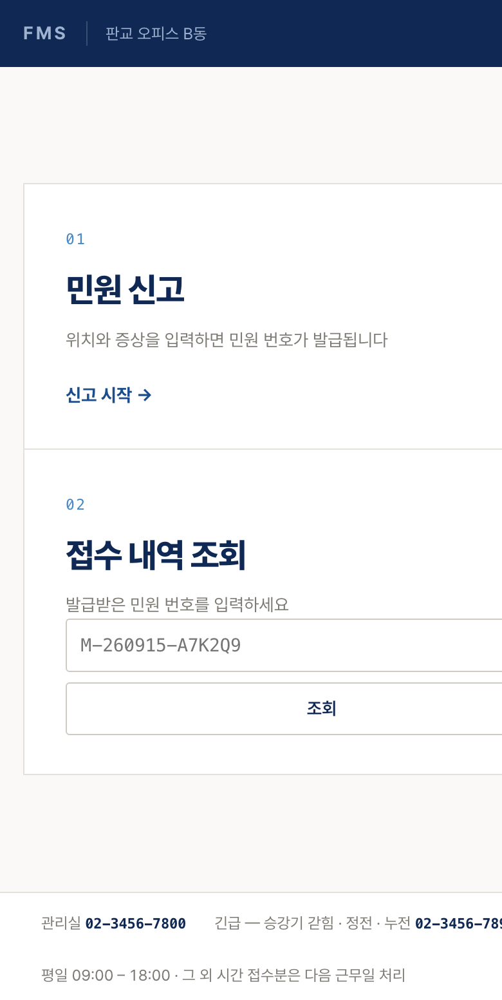 FMS 판교 오피스 B동
01
민원 신고
위치와 증상을 입력하면 민원 번호가 발급됩니다
신고 시작 →
02
접수 내역 조회
발급받은 민원 번호를 입력하세요
M-260915-A7K2Q9
조회
관리실 02-3456-7800 긴급 — 승강기 갇힘 · 정전 · 누전 02-3456-789
평일 09:00 – 18:00 · 그 외 시간 접수분은 다음 근무일 처리